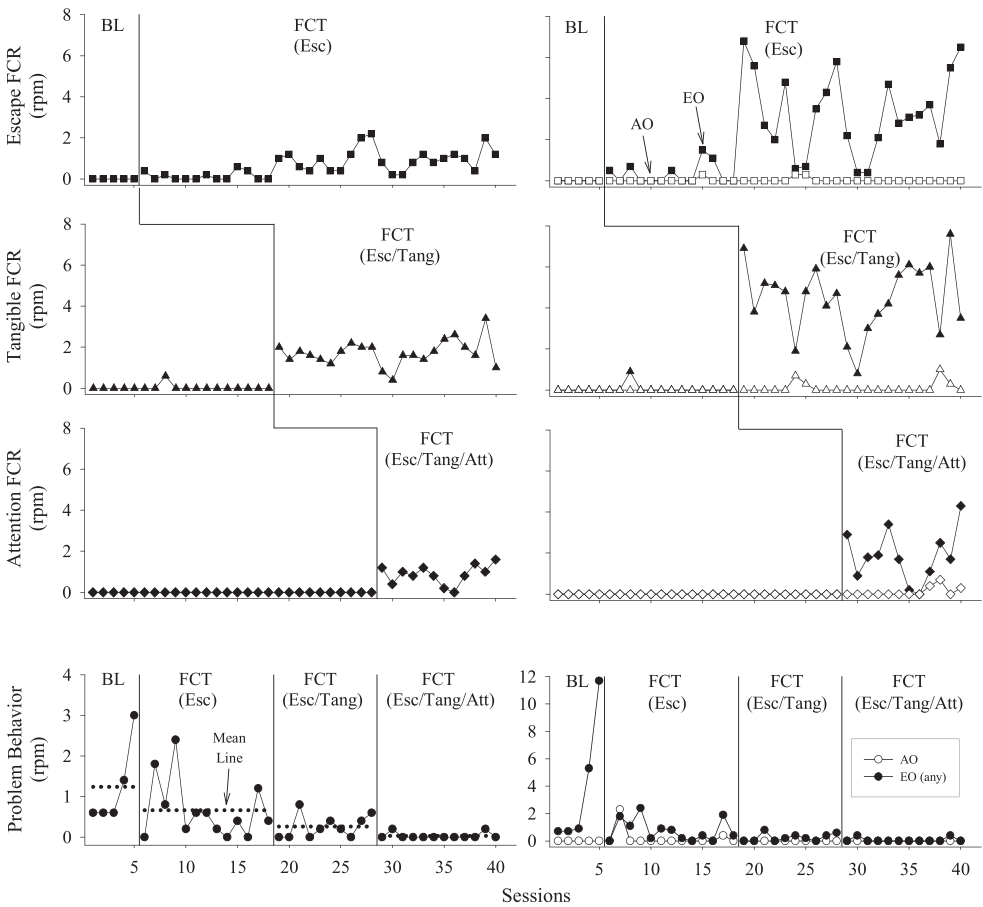 Escape FCR
(rpm)
8
6
4
2
0
BL
FCT
(Esc)
BL
FCT
(Esc)
AO
EO
Tangible FCR
(rpm)
8
6
4
2
0
FCT
(Esc/Tang)
FCT
(Esc/Tang)
Attention FCR
(rpm)
8
6
4
2
0
FCT
(Esc/Tang/Att)
FCT
(Esc/Tang/Att)
Problem Behavior
(rpm)
4
3
2
1
0
BL
FCT
(Esc)
Mean
Line
FCT
(Esc/Tang)
FCT
(Esc/Tang/Att)
5 10 15 20 25 30 35 40
12
10
8
6
4
2
0
BL
FCT
(Esc)
FCT
(Esc/Tang)
FCT
(Esc/Tang/Att)
AO
EO (any)
5 10 15 20 25 30 35 40
Sessions